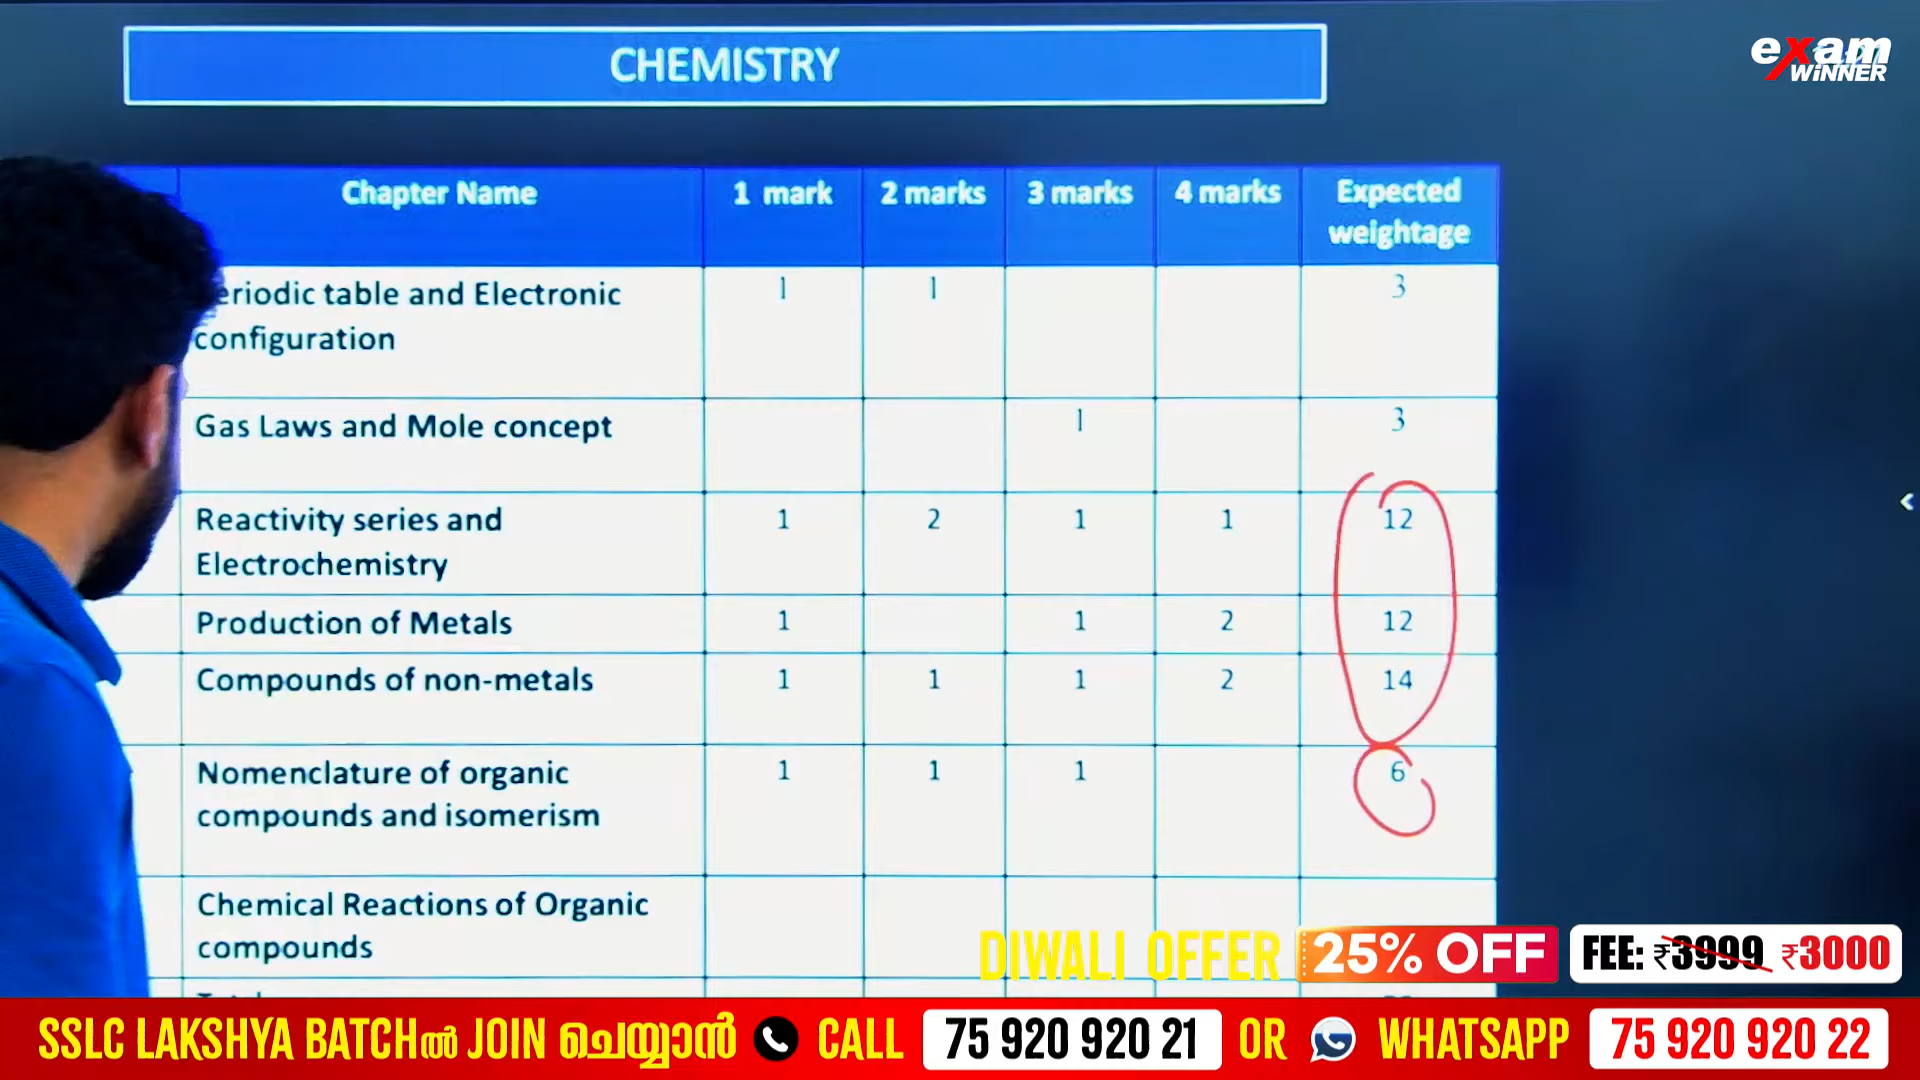 CHEMISTRY
exam
WINNER
Chapter Name 1 mark 2 marks 3 marks 4 marks Expected weightage
eriodic table and Electronic configuration 1 1 3
Gas Laws and Mole concept 1 3
Reactivity series and Electrochemistry 1 2 1 1 12
Production of Metals 1 1 2 12
Compounds of non-metals 1 1 1 2 14
Nomenclature of organic compounds and isomerism 1 1 1 6
Chemical Reactions of Organic compounds
DIWALI OFFER 25% OFF FEE: ₹3999 ₹3000
SSLC LAKSHYA BATCHൽ JOIN ചെയ്യാൻ CALL 75 920 920 21 OR WHATSAPP 75 920 920 22